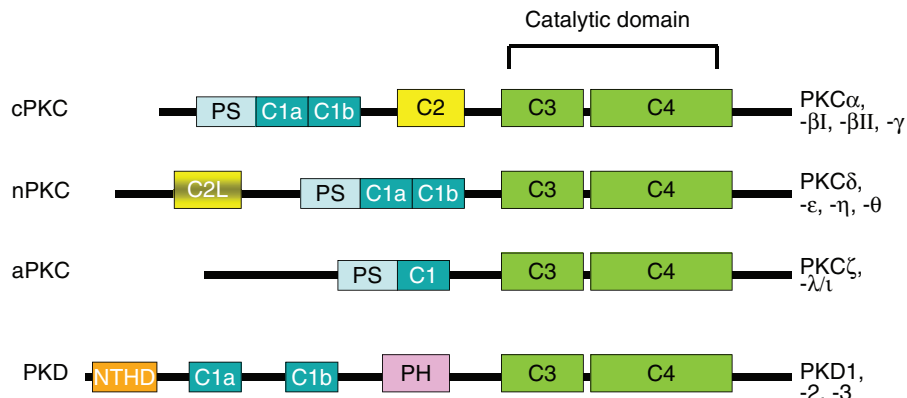 Catalytic domain
cPKC PS C1a C1b C2 C3 C4 PKCα,
-βI, -βII, -γ
nPKC C2L PS C1a C1b C3 C4 PKCδ,
-ε, -η, -θ
aPKC PS C1 C3 C4 PKCζ,
-λ/ι
PKD NTHD C1a C1b PH C3 C4 PKD1,
-2, -3